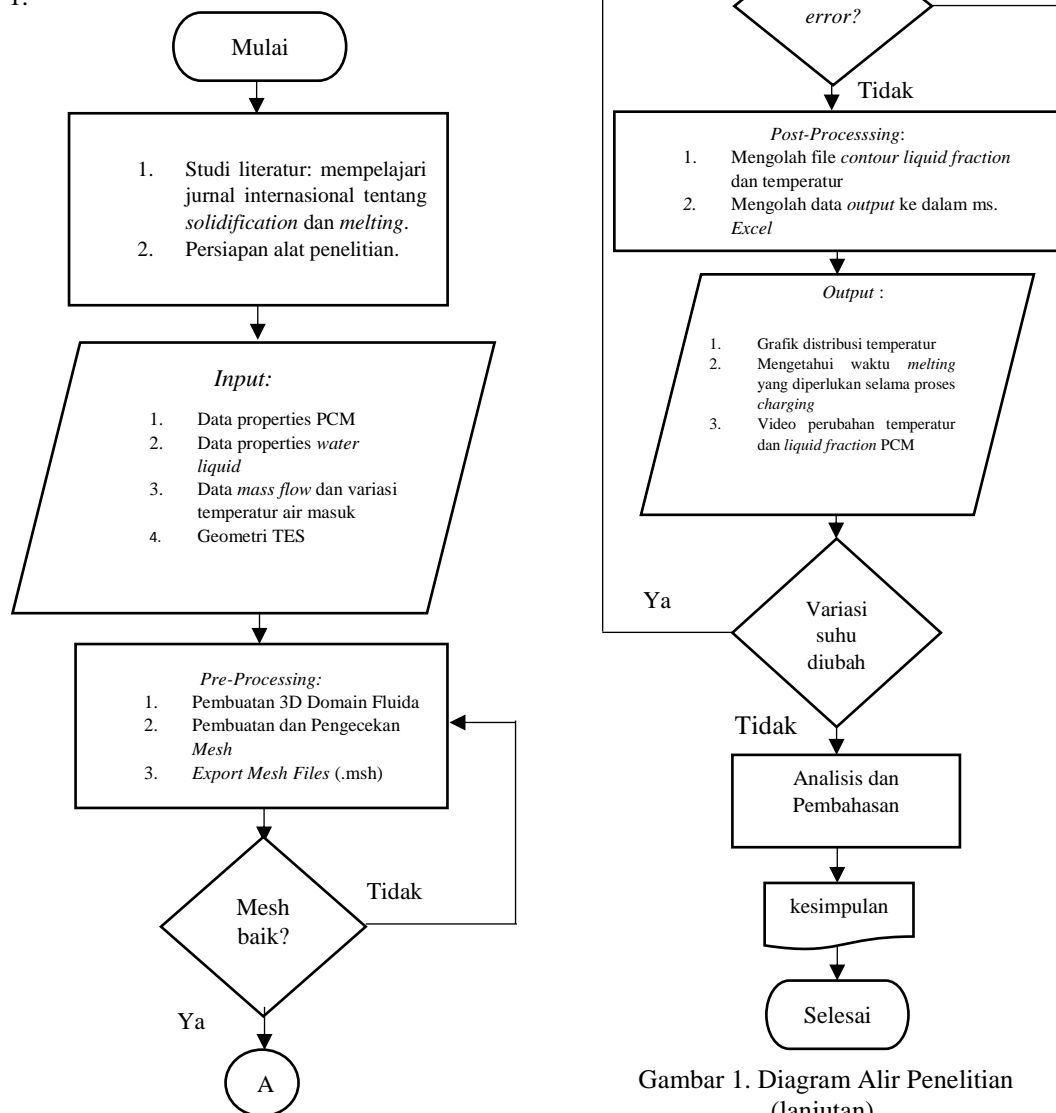 1.
Mulai
1. Studi literatur: mempelajari
jurnal internasional tentang
solidification dan melting.
2. Persiapan alat penelitian.
Input:
1. Data properties PCM
2. Data properties water
liquid
3. Data mass flow dan variasi
temperatur air masuk
4. Geometri TES
Pre-Processing:
1. Pembuatan 3D Domain Fluida
2. Pembuatan dan Pengecekan
Mesh
3. Export Mesh Files (.msh)
Mesh
baik?
Tidak
Ya
A
error?
Tidak
Post-Processsing:
1. Mengolah file contour liquid fraction
dan temperatur
2. Mengolah data output ke dalam ms.
Excel
Output :
1. Grafik distribusi temperatur
2. Mengetahui waktu melting
yang diperlukan selama proses
charging
3. Video perubahan temperatur
dan liquid fraction PCM
Ya
Variasi
suhu
diubah
Tidak
Analisis dan
Pembahasan
kesimpulan
Selesai
Gambar 1. Diagram Alir Penelitian
(lanjutan)